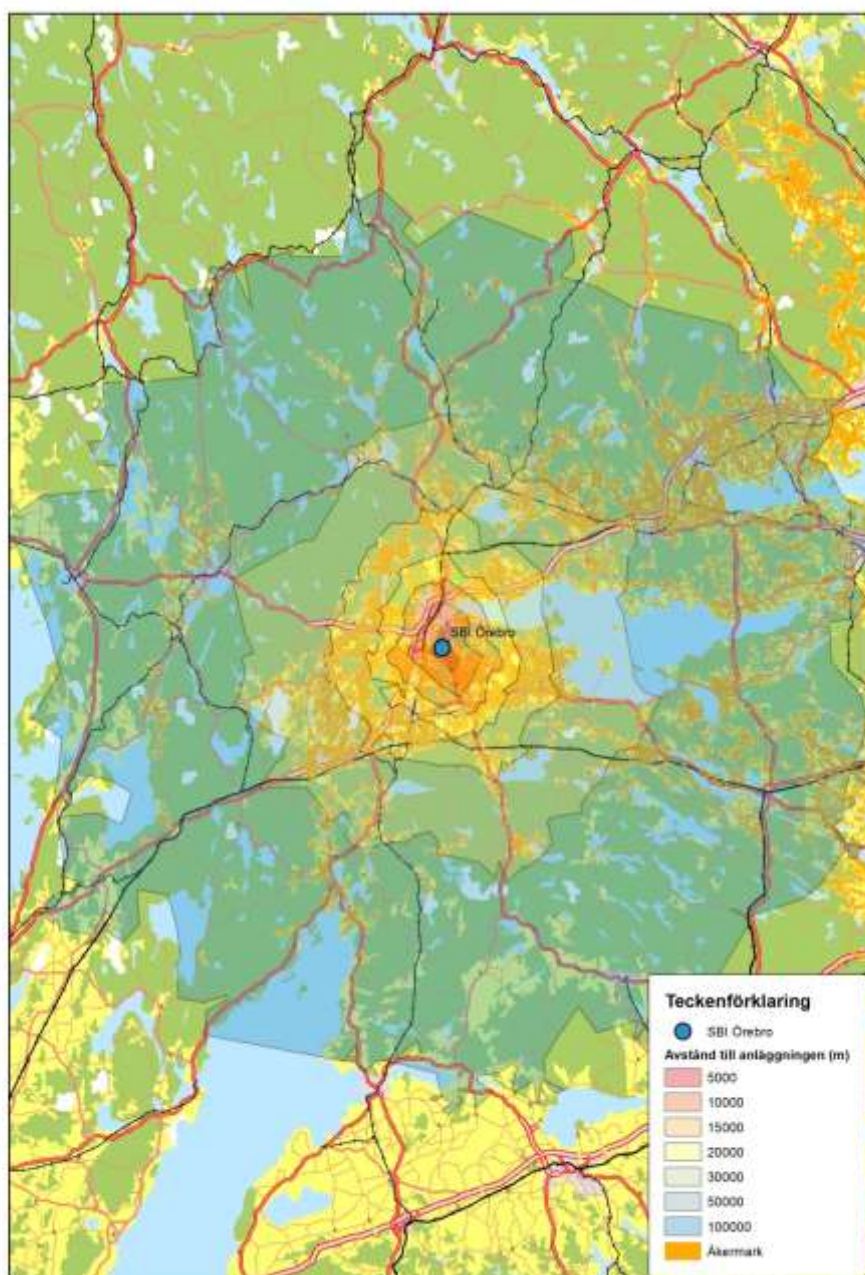 SBI Örebro
Teckenförklaring
SBI Örebro
Avstånd till anläggningen (m)
5000
10000
15000
20000
30000
50000
100000
Åkermark